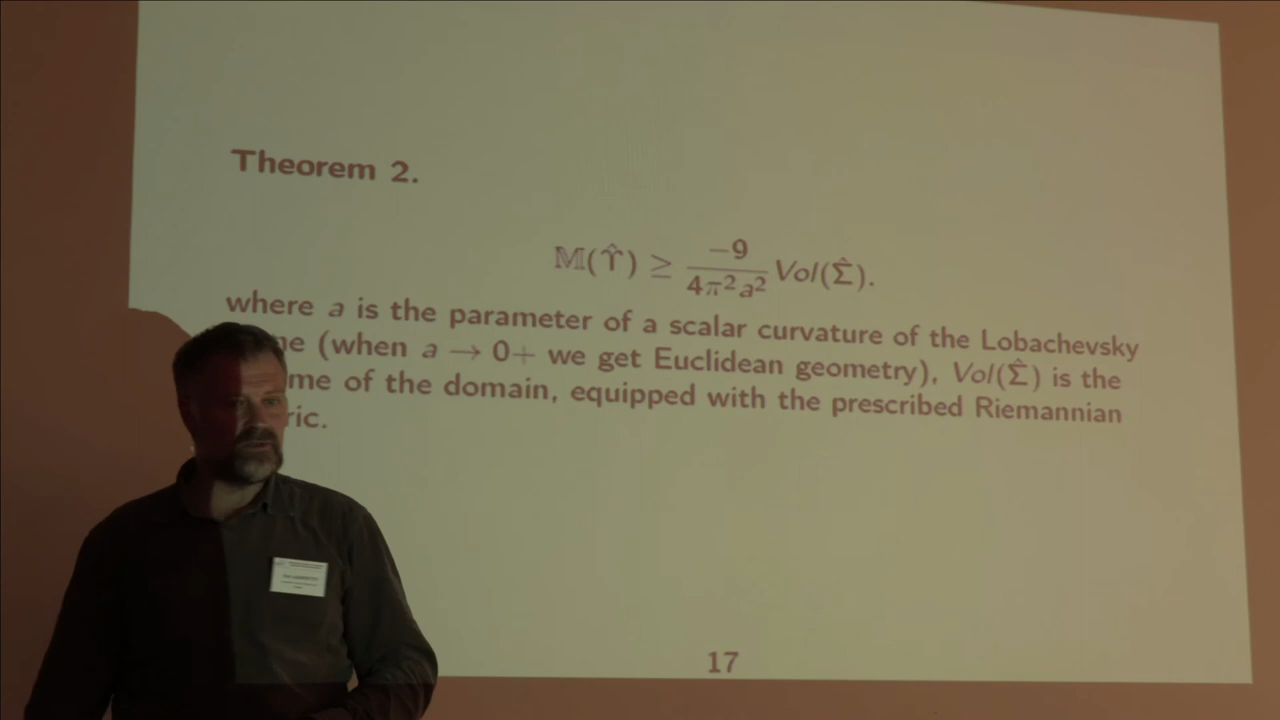 Theorem 2.
𝕄(Υ̂) ≥ −9 / 4π²a² Vol(Σ̂).
where a is the parameter of a scalar curvature of the Lobachevsky
(when a → 0+ we get Euclidean geometry), Vol(Σ̂) is the
of the domain, equipped with the prescribed Riemannian
17